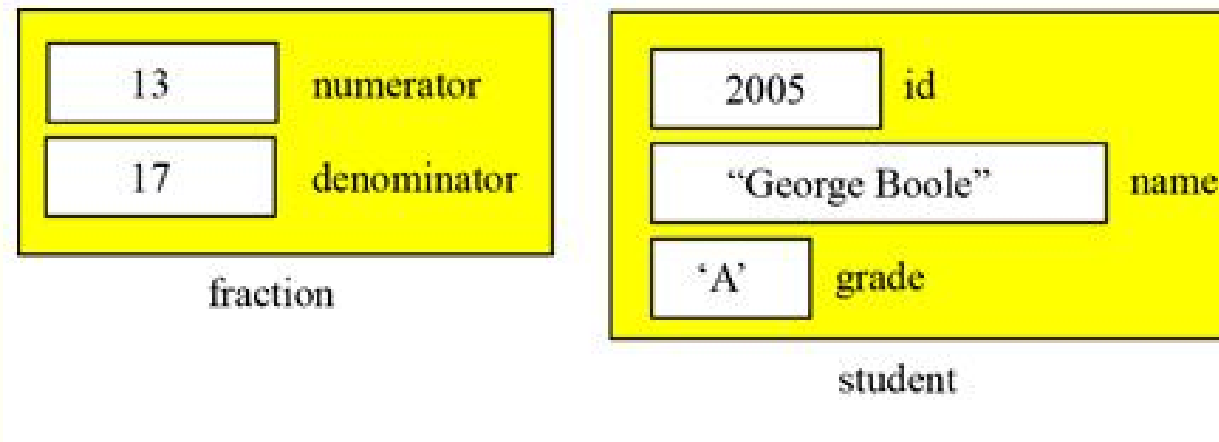 13 numerator
17 denominator
fraction
2005 id
“George Boole” name
‘A’ grade
student